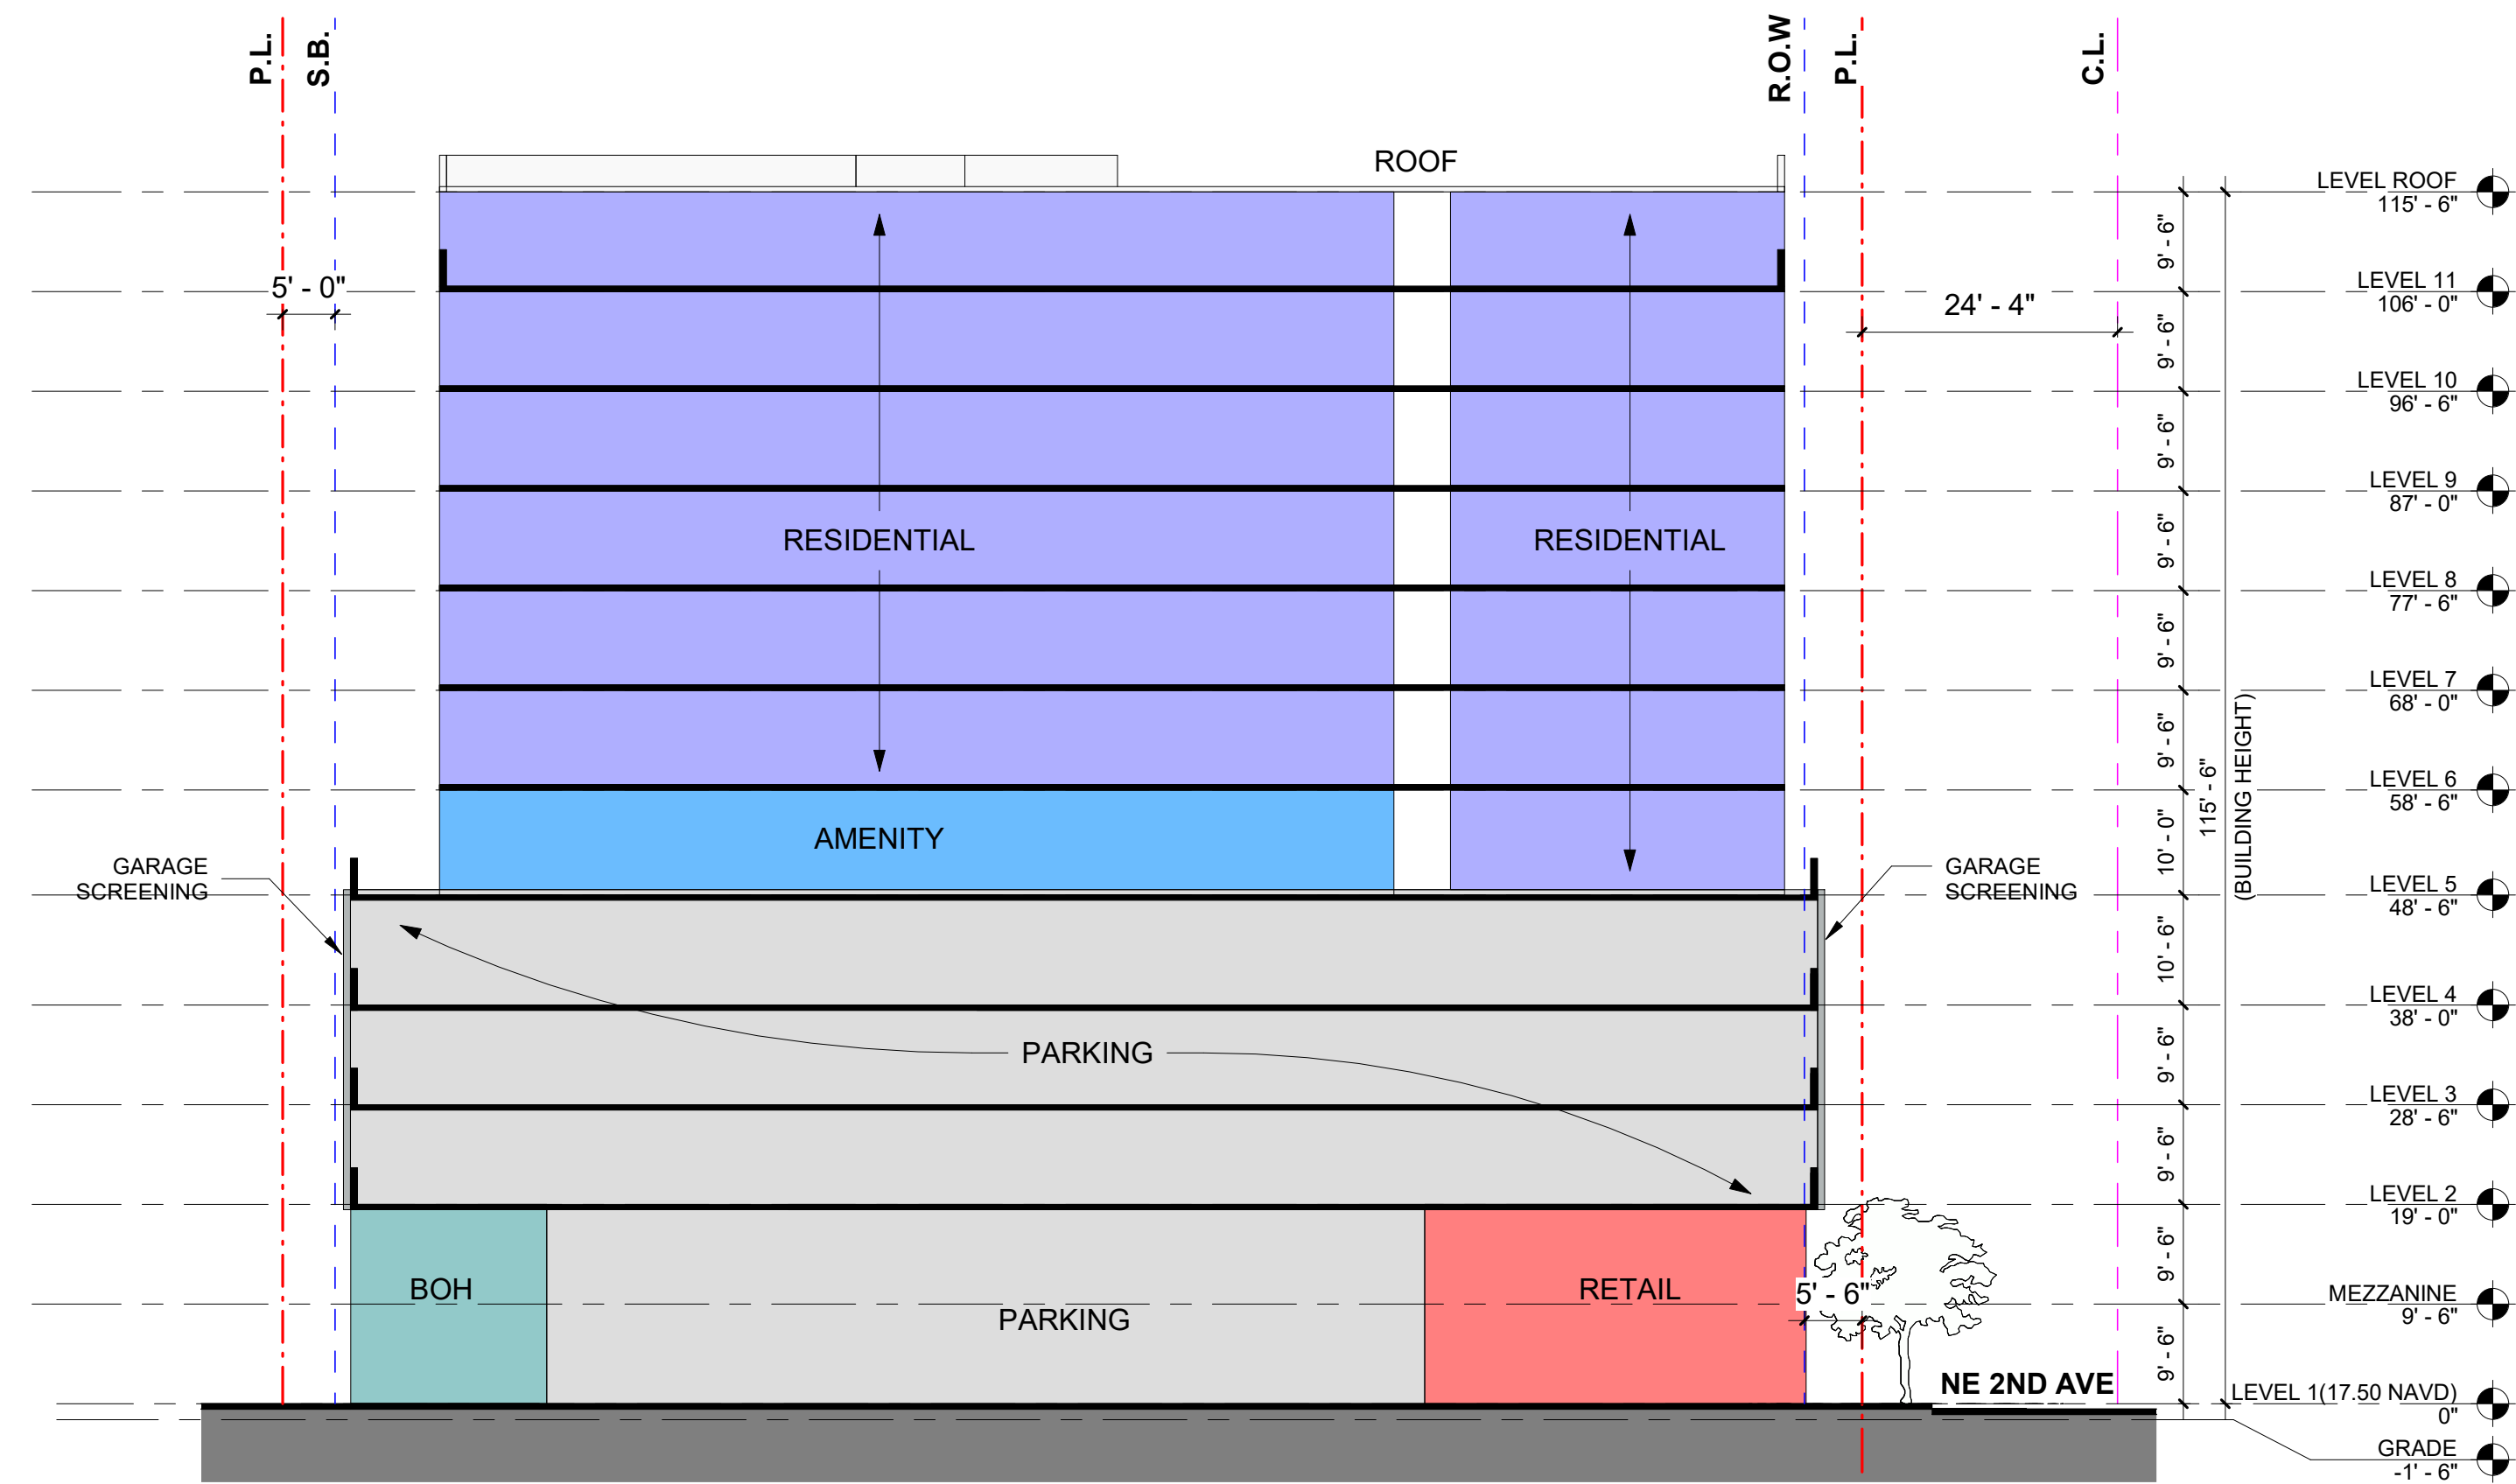 P.L.
S.B.
R.O.W
P.L.
C.L.
ROOF
LEVEL ROOF
115' - 6"
9' - 6"
5' - 0"
LEVEL 11
106' - 0"
24' - 4"
9' - 6"
LEVEL 10
96' - 6"
9' - 6"
LEVEL 9
87' - 0"
RESIDENTIAL
RESIDENTIAL
9' - 6"
LEVEL 8
77' - 6"
9' - 6"
LEVEL 7
68' - 0"
9' - 6"
115' - 6"
(BUILDING HEIGHT)
LEVEL 6
58' - 6"
AMENITY
10' - 0"
GARAGE
SCREENING
GARAGE
SCREENING
LEVEL 5
48' - 6"
10' - 6"
LEVEL 4
38' - 0"
PARKING
9' - 6"
LEVEL 3
28' - 6"
9' - 6"
LEVEL 2
19' - 0"
BOH
RETAIL
5' - 6"
9' - 6"
PARKING
MEZZANINE
9' - 6"
9' - 6"
NE 2ND AVE
LEVEL 1(17.50 NAVD)
0"
GRADE
-1' - 6"